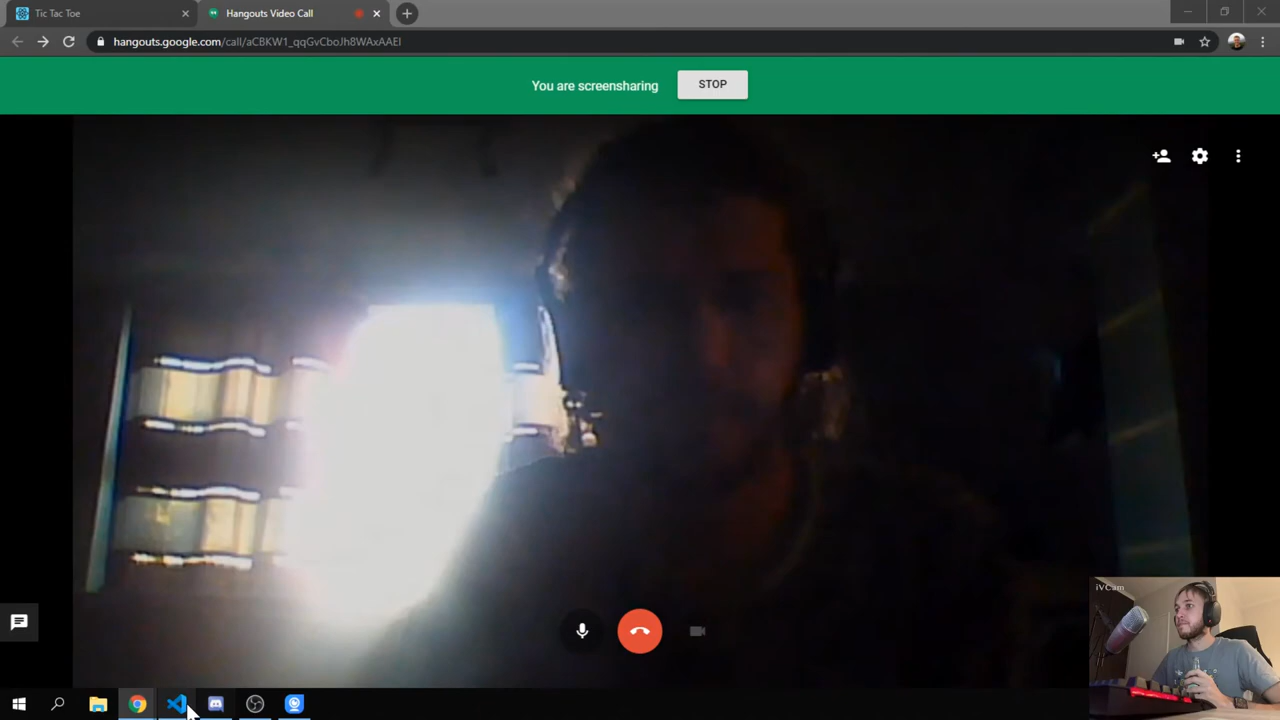 Tic Tac Toe
Hangouts Video Call
hangouts.google.com/call/aCBKW1_qqGvCboJh8WAxAAEI
You are screensharing
STOP
iVCam